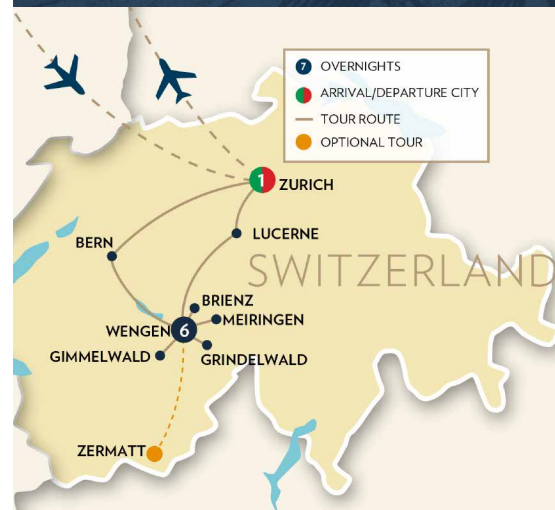 7 OVERNIGHTS
ARRIVAL/DEPARTURE CITY
TOUR ROUTE
OPTIONAL TOUR
1 ZURICH
LUCERNE
BERN
SWITZERLAND
BRIENZ
MEIRINGEN
WENGEN 6
GIMMELWALD
GRINDELWALD
ZERMATT